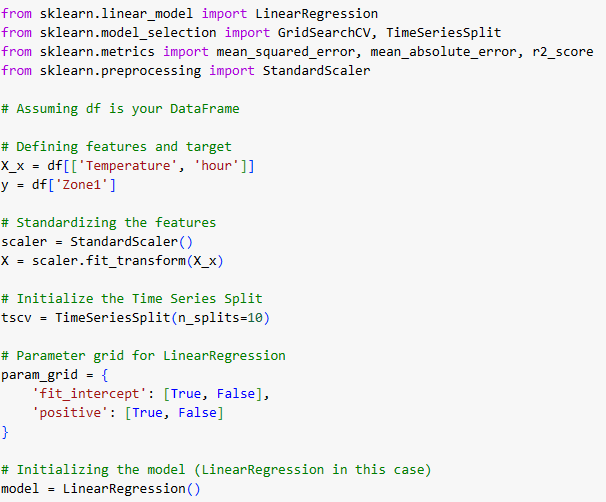 from sklearn.linear_model import LinearRegression
from sklearn.model_selection import GridSearchCV, TimeSeriesSplit
from sklearn.metrics import mean_squared_error, mean_absolute_error, r2_score
from sklearn.preprocessing import StandardScaler

# Assuming df is your DataFrame

# Defining features and target
X_x = df[['Temperature', 'hour']]
y = df['Zone1']

# Standardizing the features
scaler = StandardScaler()
X = scaler.fit_transform(X_x)

# Initialize the Time Series Split
tscv = TimeSeriesSplit(n_splits=10)

# Parameter grid for LinearRegression
param_grid = {
    'fit_intercept': [True, False],
    'positive': [True, False]
}

# Initializing the model (LinearRegression in this case)
model = LinearRegression()